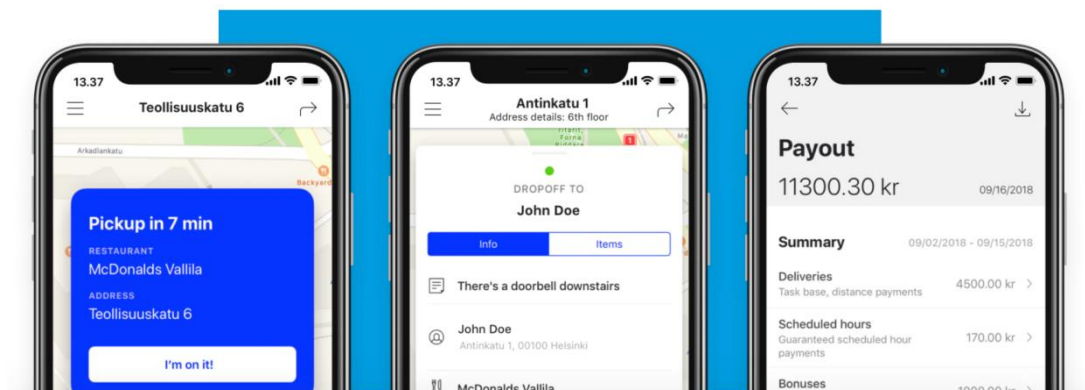 13.37
Teollisuuskatu 6
Arkadiankatu
Backyard
Pickup in 7 min
RESTAURANT
McDonalds Vallila
ADDRESS
Teollisuuskatu 6
I'm on it!
13.37
Antinkatu 1
Address details: 6th floor
1
DROPOFF TO
John Doe
Info Items
There's a doorbell downstairs
John Doe
Antinkatu 1, 00100 Helsinki
McDonalds Vallila
13.37
Payout
11300.30 kr 09/16/2018
Summary 09/02/2018 - 09/15/2018
Deliveries
Task base, distance payments
4500.00 kr
Scheduled hours
Guaranteed scheduled hour
payments
170.00 kr
Bonuses